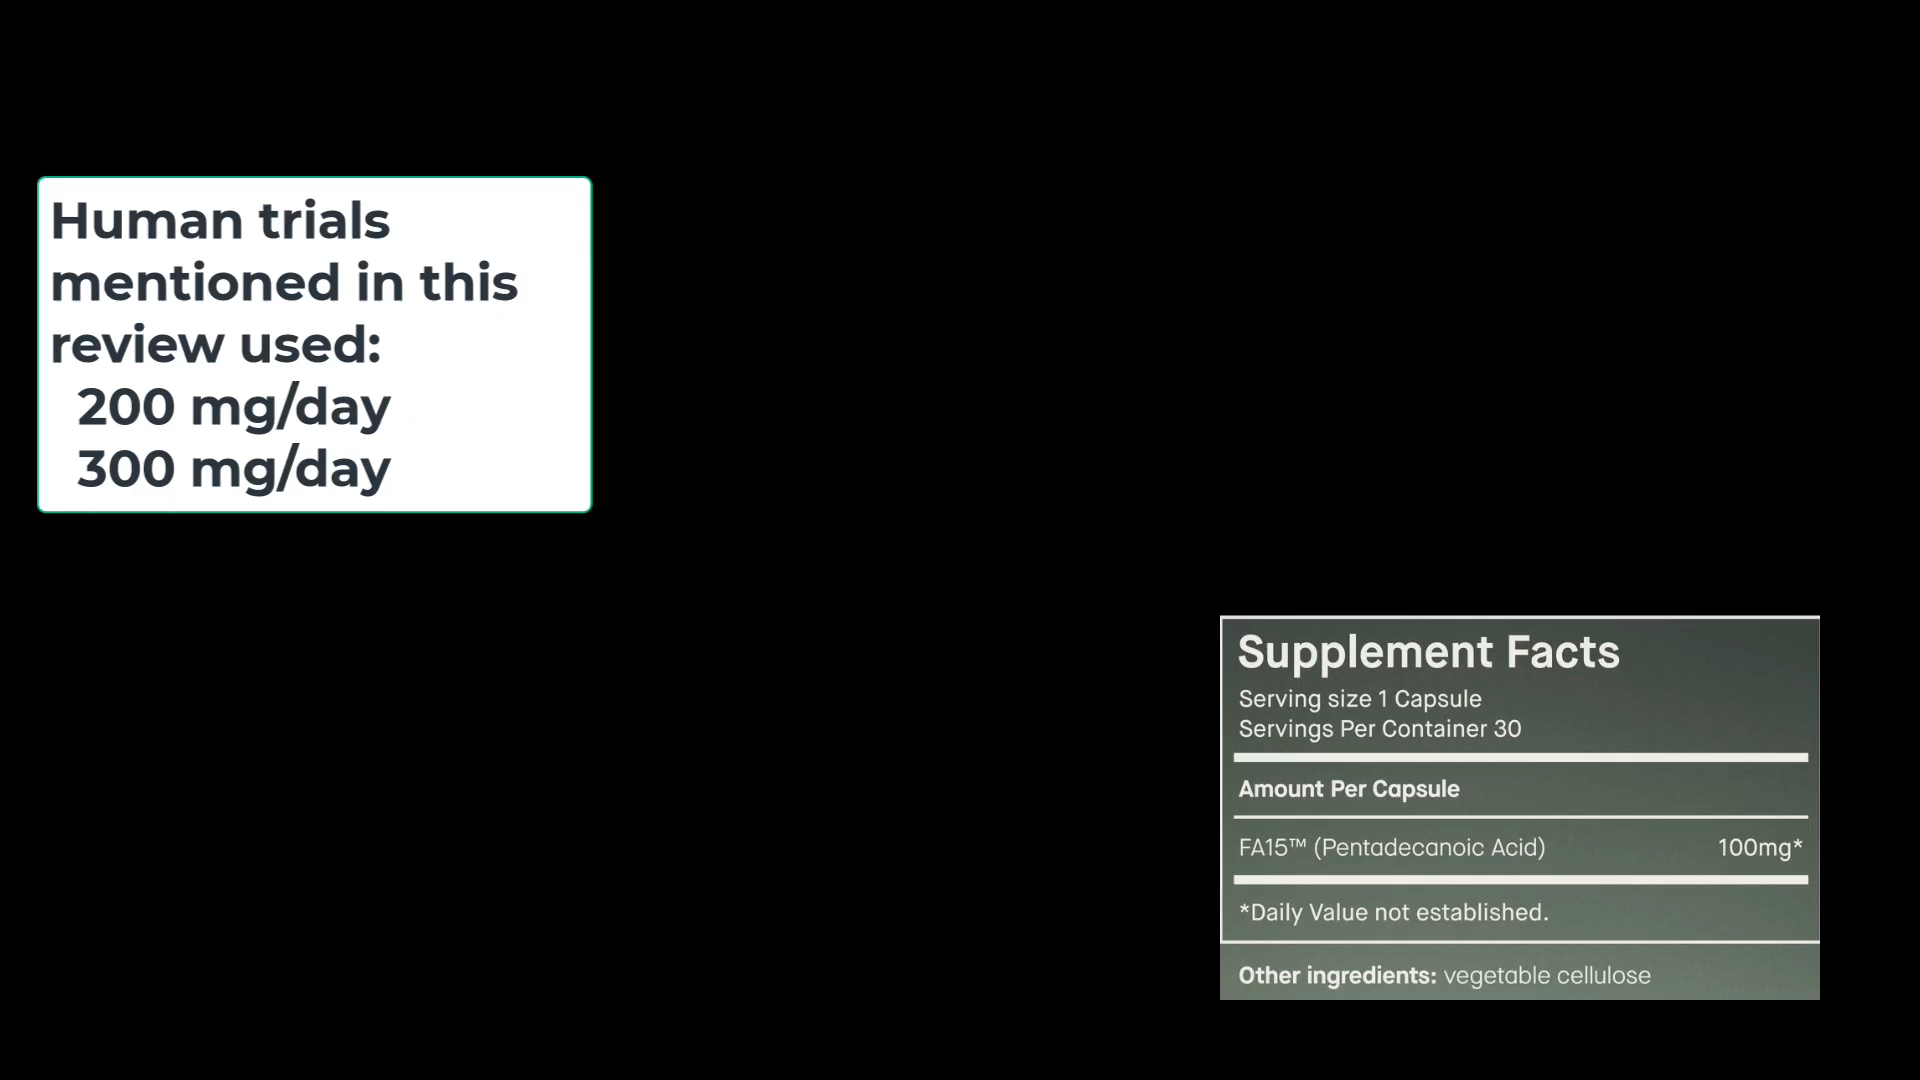 Human trials
mentioned in this
review used:
200 mg/day
300 mg/day
Supplement Facts
Serving size 1 Capsule
Servings Per Container 30
Amount Per Capsule
FA15™ (Pentadecanoic Acid) 100mg*
*Daily Value not established.
Other ingredients: vegetable cellulose